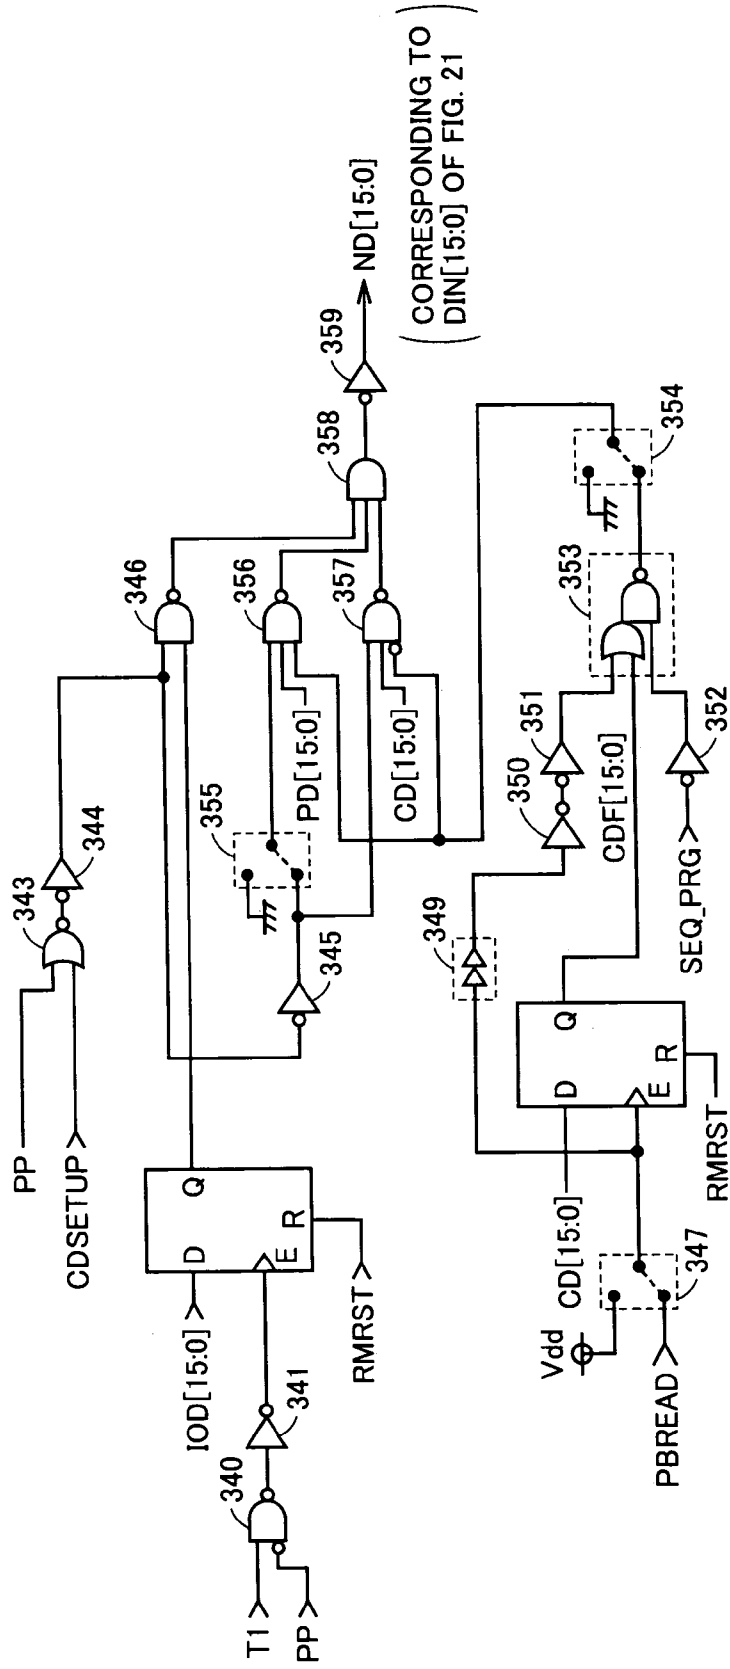 PP
CDSETUP
343
344
346
356
357
358
359
ND[15:0]
CORRESPONDING TO
DIN[15:0] OF FIG. 21
355
PD[15:0]
CD[15:0]
345
T1
PP
340
341
IOD[15:0]
D
Q
E
R
RMRST
Vdd
PBREAD
347
CD[15:0]
D
Q
E
R
RMRST
349
350
351
CDF[15:0]
SEQ_PRG
352
353
354